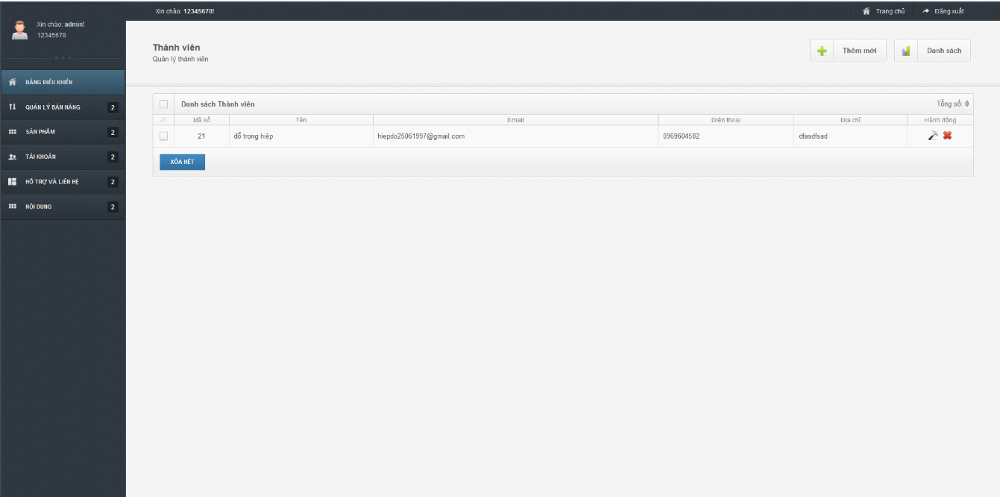 Xin chào: admin!
12345678
Xin chào: 12345678!
Trang chủ
Đăng xuất
BẢNG ĐIỀU KHIỂN
QUẢN LÝ BÁN HÀNG 2
SẢN PHẨM 2
TÀI KHOẢN 2
HỖ TRỢ VÀ LIÊN HỆ 2
NỘI DUNG 2
Thành viên
Quản lý thành viên
Thêm mới
Danh sách
Danh sách Thành viên Tổng số: 0
Mã số Tên Email Điện thoại Địa chỉ Hành động
21 đỗ trọng hiệp hiepdo25061997@gmail.com 0969604582 dfasdfsad
XÓA HẾT